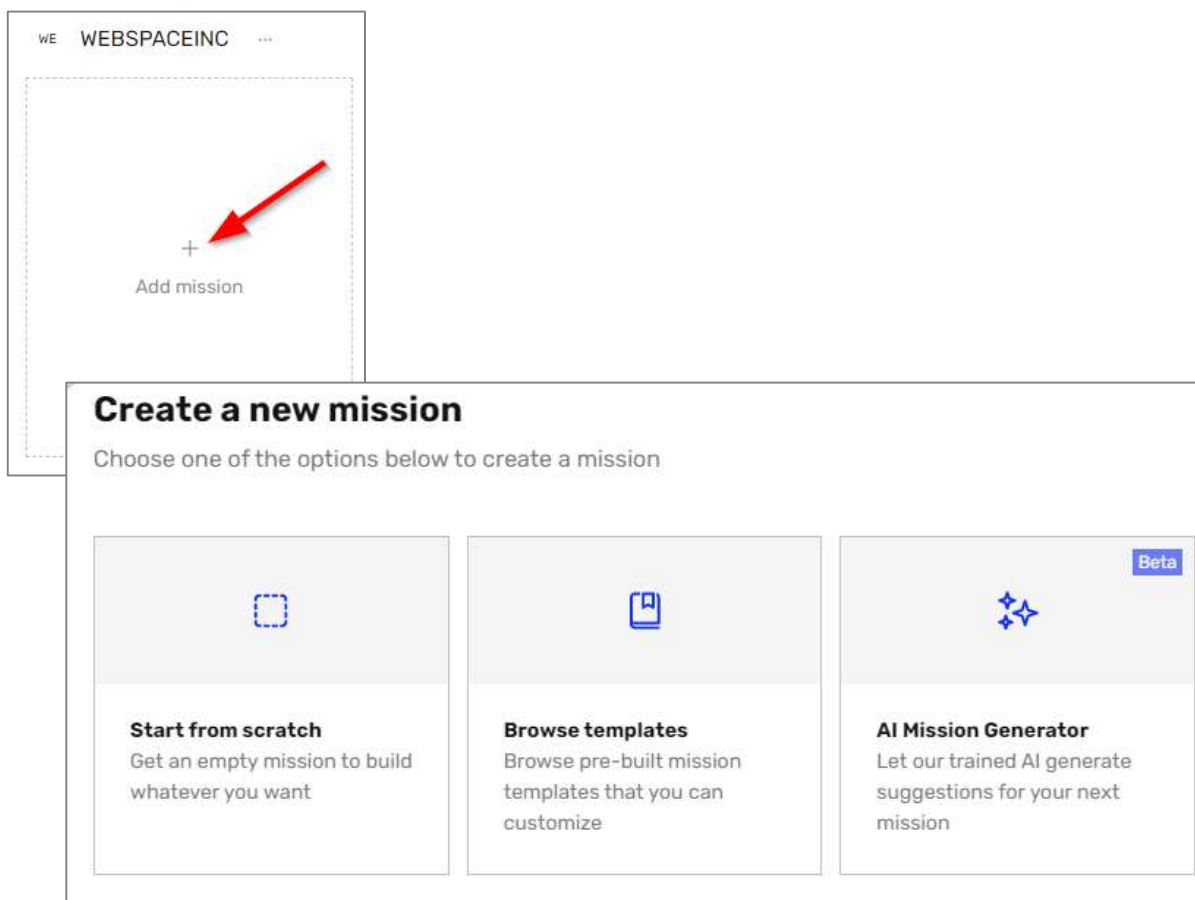 WE WEBSPACEINC ...
+
Add mission
Create a new mission
Choose one of the options below to create a mission
Beta
Start from scratch
Get an empty mission to build
whatever you want
Browse templates
Browse pre-built mission
templates that you can
customize
AI Mission Generator
Let our trained AI generate
suggestions for your next
mission